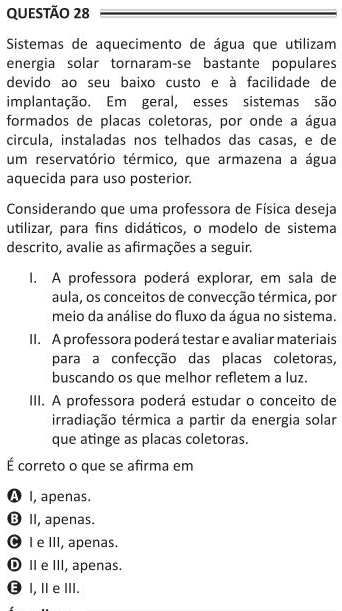 QUESTÃO 28
Sistemas de aquecimento de água que utilizam
energia solar tornaram-se bastante populares
devido ao seu baixo custo e à facilidade de
implantação. Em geral, esses sistemas são
formados de placas coletoras, por onde a água
circula, instaladas nos telhados das casas, e de
um reservatório térmico, que armazena a água
aquecida para uso posterior.
Considerando que uma professora de Física deseja
utilizar, para fins didáticos, o modelo de sistema
descrito, avalie as afirmações a seguir.
I. A professora poderá explorar, em sala de
aula, os conceitos de convecção térmica, por
meio da análise do fluxo da água no sistema.
II. A professora poderá testar e avaliar materiais
para a confecção das placas coletoras,
buscando os que melhor refletem a luz.
III. A professora poderá estudar o conceito de
irradiação térmica a partir da energia solar
que atinge as placas coletoras.
É correto o que se afirma em
A I, apenas.
B II, apenas.
C I e III, apenas.
D II e III, apenas.
E I, II e III.